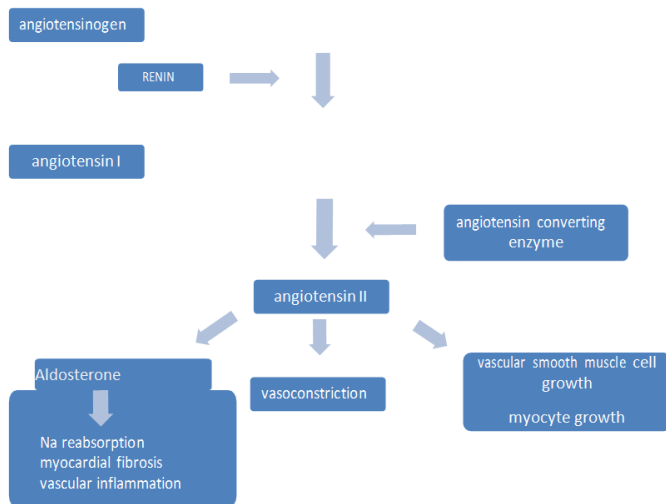 angiotensinogen
RENIN
angiotensin I
angiotensin converting
enzyme
angiotensin II
Aldosterone
Na reabsorption
myocardial fibrosis
vascular inflammation
vasoconstriction
vascular smooth muscle cell
growth
myocyte growth